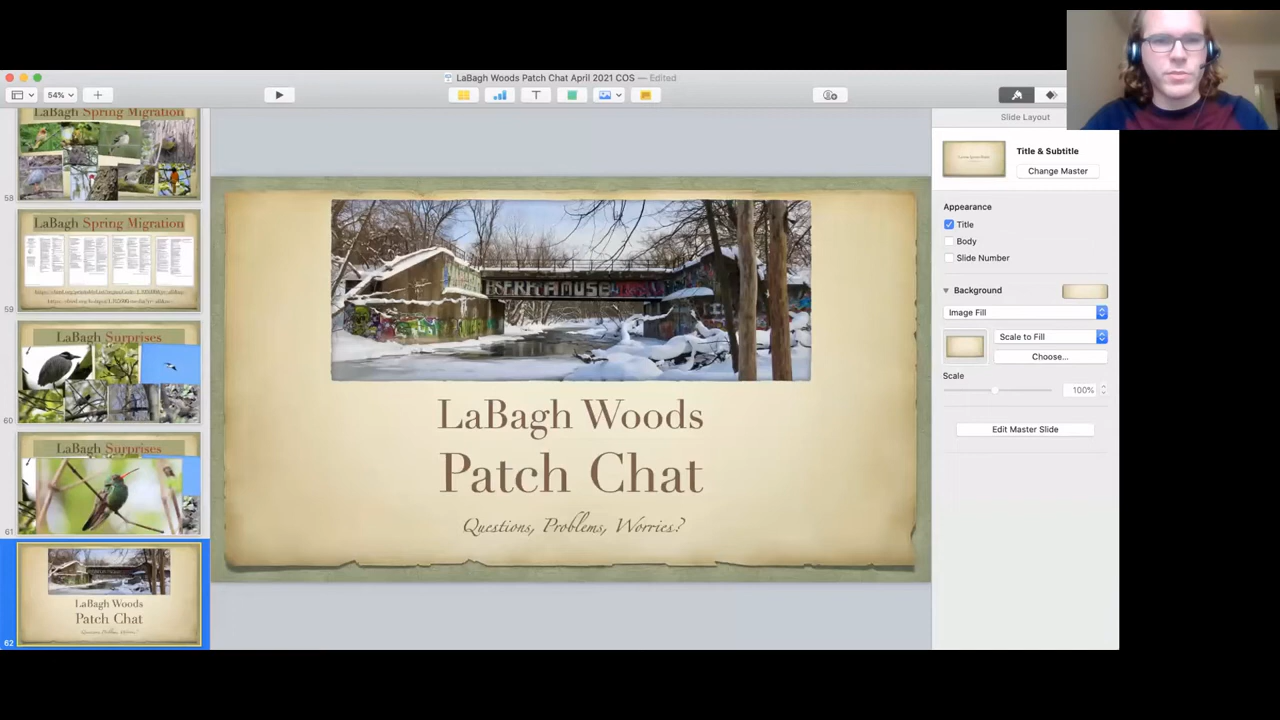 LaBagh Woods Patch Chat April 2021 COS — Edited
54%
Slide Layout
LaBagh Spring Migration
58
LaBagh Spring Migration
59
LaBagh Surprises
60
LaBagh Surprises
61
LaBagh Woods
Patch Chat
Questions, Problems, Worries?
62
LaBagh Woods
Patch Chat
Questions, Problems, Worries?
Title & Subtitle
Change Master
Appearance
Title
Body
Slide Number
Background
Image Fill
Scale to Fill
Choose...
Scale
100%
Edit Master Slide